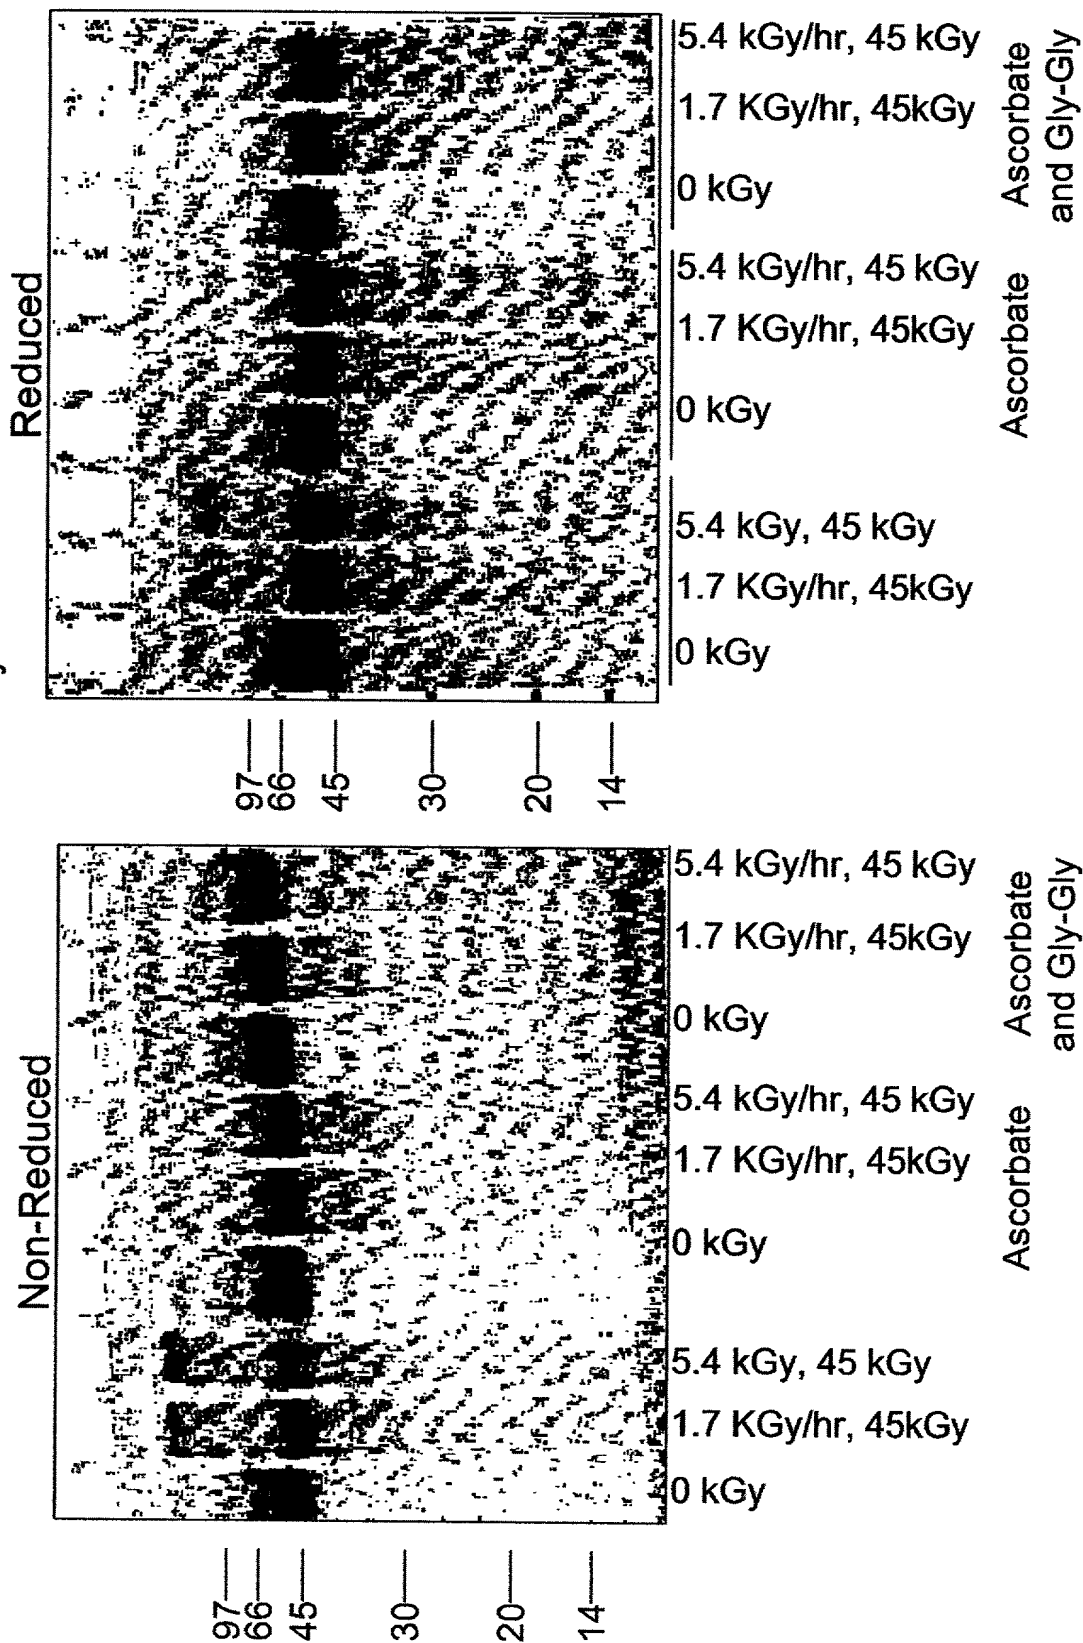 Reduced
97
66
45
30
20
14
0 kGy
1.7 KGy/hr, 45kGy
5.4 kGy, 45 kGy
0 kGy
1.7 KGy/hr, 45kGy
5.4 kGy/hr, 45 kGy
0 kGy
1.7 KGy/hr, 45kGy
5.4 kGy/hr, 45 kGy
Ascorbate
Ascorbate
and Gly-Gly
Non-Reduced
97
66
45
30
20
14
0 kGy
1.7 KGy/hr, 45kGy
5.4 kGy, 45 kGy
0 kGy
1.7 KGy/hr, 45kGy
5.4 kGy/hr, 45 kGy
0 kGy
1.7 KGy/hr, 45kGy
5.4 kGy/hr, 45 kGy
Ascorbate
Ascorbate
and Gly-Gly